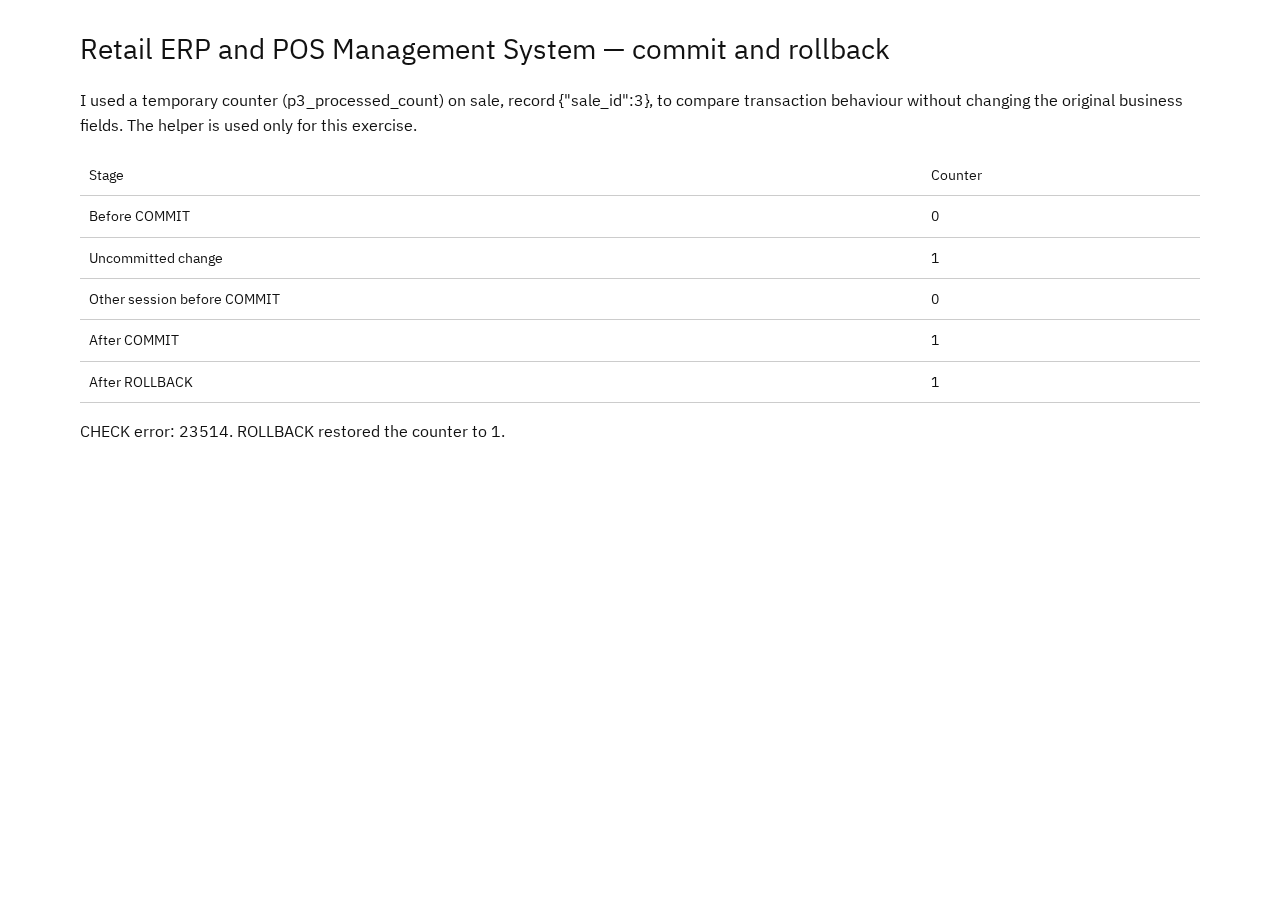 Retail ERP and POS Management System — commit and rollback
I used a temporary counter (p3_processed_count) on sale, record {"sale_id":3}, to compare transaction behaviour without changing the original business
fields. The helper is used only for this exercise.
Stage Counter
Before COMMIT 0
Uncommitted change 1
Other session before COMMIT 0
After COMMIT 1
After ROLLBACK 1
CHECK error: 23514. ROLLBACK restored the counter to 1.